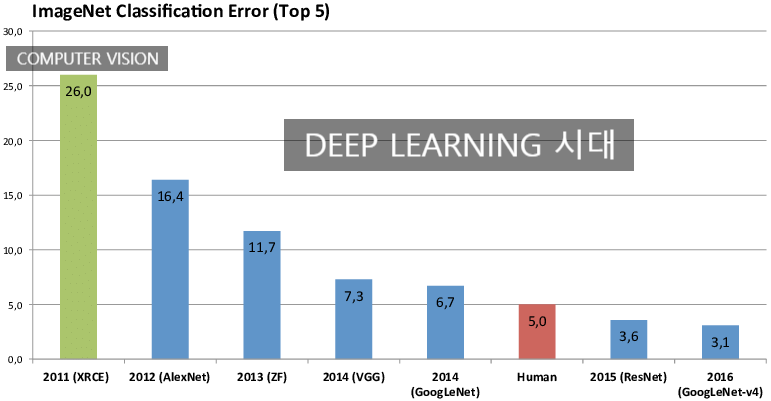 ImageNet Classification Error (Top 5)
30,0
25,0
20,0
15,0
10,0
5,0
0,0
COMPUTER VISION
DEEP LEARNING 시대
26,0
16,4
11,7
7,3
6,7
5,0
3,6
3,1
2011 (XRCE)
2012 (AlexNet)
2013 (ZF)
2014 (VGG)
2014
(GoogLeNet)
Human
2015 (ResNet)
2016
(GoogLeNet-v4)